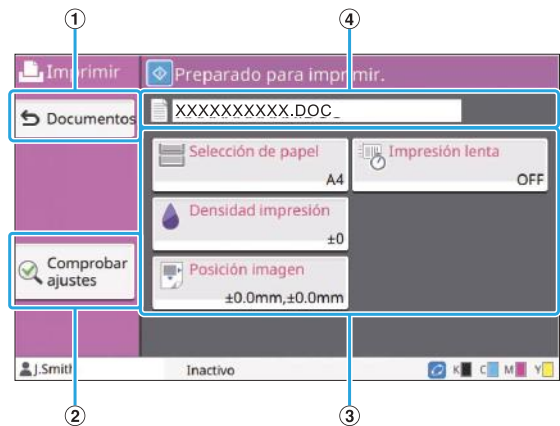 ① ④
Imprimir
Preparado para imprimir.
Documentos
XXXXXXXXXX.DOC
Selección de papel
A4
Impresión lenta
OFF
Densidad impresión
±0
Comprobar
ajustes
Posición imagen
±0.0mm,±0.0mm
J.Smith
Inactivo
K C M Y
② ③